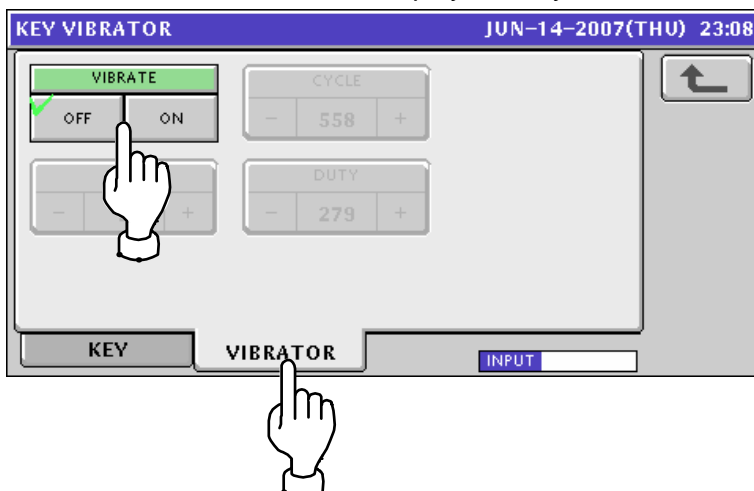 KEY VIBRATOR JUN-14-2007(THU) 23:08
VIBRATE CYCLE
OFF ON - 558 +
DUTY
- + - 279 +
KEY VIBRATOR INPUT